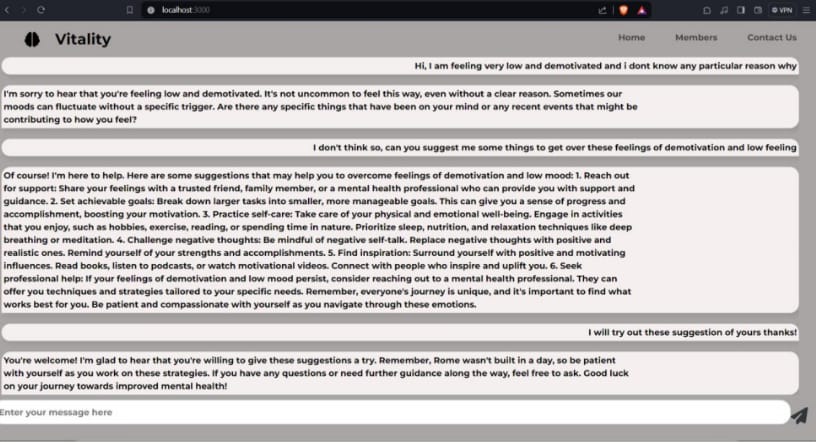 localhost:3000
VPN
Vitality
Home Members Contact Us
Hi, I am feeling very low and demotivated and i dont know any particular reason why
I'm sorry to hear that you're feeling low and demotivated. It's not uncommon to feel this way, even without a clear reason. Sometimes our
moods can fluctuate without a specific trigger. Are there any specific things that have been on your mind or any recent events that might be
contributing to how you feel?
I don't think so, can you suggest me some things to get over these feelings of demotivation and low feeling
Of course! I'm here to help. Here are some suggestions that may help you to overcome feelings of demotivation and low mood: 1. Reach out
for support: Share your feelings with a trusted friend, family member, or a mental health professional who can provide you with support and
guidance. 2. Set achievable goals: Break down larger tasks into smaller, more manageable goals. This can give you a sense of progress and
accomplishment, boosting your motivation. 3. Practice self-care: Take care of your physical and emotional well-being. Engage in activities
that you enjoy, such as hobbies, exercise, reading, or spending time in nature. Prioritize sleep, nutrition, and relaxation techniques like deep
breathing or meditation. 4. Challenge negative thoughts: Be mindful of negative self-talk. Replace negative thoughts with positive and
realistic ones. Remind yourself of your strengths and accomplishments. 5. Find inspiration: Surround yourself with positive and motivating
influences. Read books, listen to podcasts, or watch motivational videos. Connect with people who inspire and uplift you. 6. Seek
professional help: If your feelings of demotivation and low mood persist, consider reaching out to a mental health professional. They can
offer you techniques and strategies tailored to your specific needs. Remember, everyone's journey is unique, and it's important to find what
works best for you. Be patient and compassionate with yourself as you navigate through these emotions.
I will try out these suggestion of yours thanks!
You're welcome! I'm glad to hear that you're willing to give these suggestions a try. Remember, Rome wasn't built in a day, so be patient
with yourself as you work on these strategies. If you have any questions or need further guidance along the way, feel free to ask. Good luck
on your journey towards improved mental health!
Enter your message here